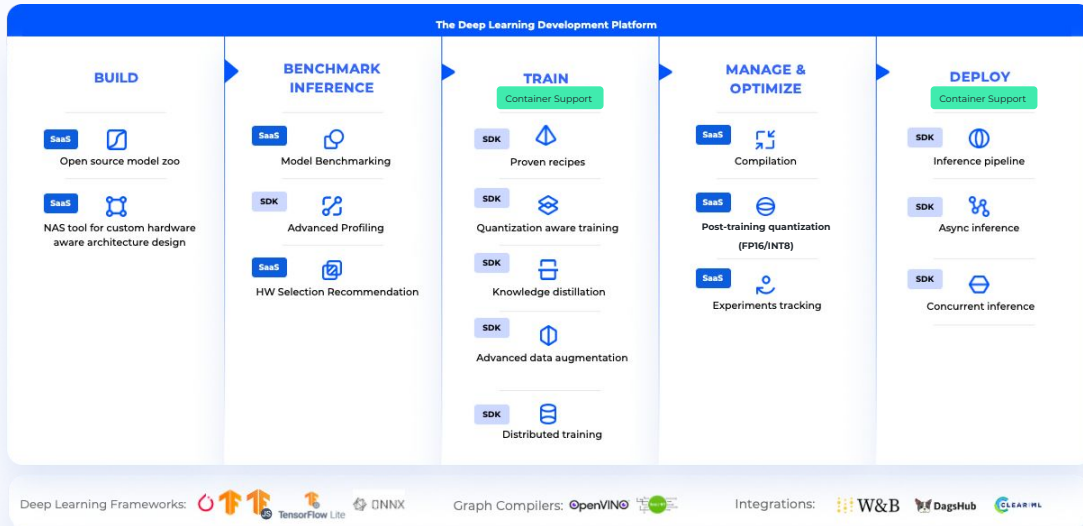 The Deep Learning Development Platform
BUILD
SaaS
Open source model zoo
SaaS
NAS tool for custom hardware
aware architecture design
BENCHMARK
INFERENCE
SaaS
Model Benchmarking
SDK
Advanced Profiling
SaaS
HW Selection Recommendation
TRAIN
Container Support
SDK
Proven recipes
SDK
Quantization aware training
SDK
Knowledge distillation
SDK
Advanced data augmentation
SDK
Distributed training
MANAGE &
OPTIMIZE
SaaS
Compilation
SaaS
Post-training quantization
(FP16/INT8)
SaaS
Experiments tracking
DEPLOY
Container Support
SDK
Inference pipeline
SDK
Async inference
SDK
Concurrent inference
Deep Learning Frameworks: JS TensorFlow Lite ONNX
Graph Compilers: OpenVINO
Integrations: W&B DagsHub CLEAR|ML